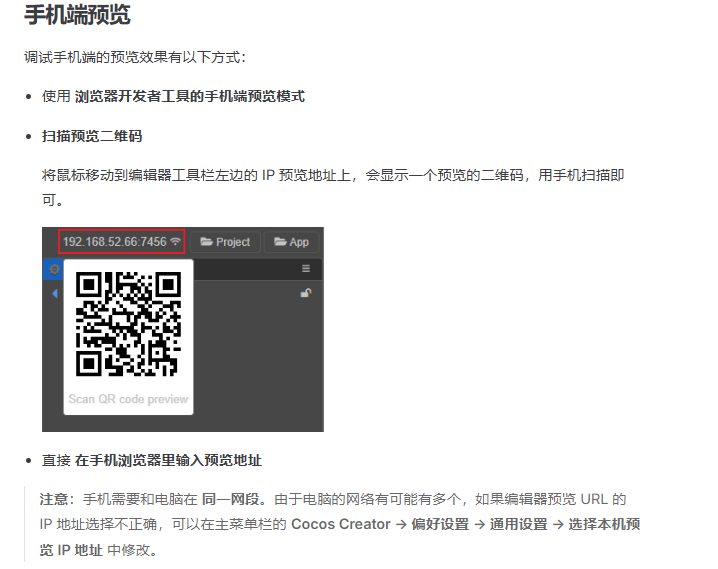 手机端预览
调试手机端的预览效果有以下方式：
使用 浏览器开发者工具的手机端预览模式
扫描预览二维码
将鼠标移动到编辑器工具栏左边的 IP 预览地址上，会显示一个预览的二维码，用手机扫描即
可。
192.168.52.66:7456 Project App
Scan QR code preview
直接 在手机浏览器里输入预览地址
注意：手机需要和电脑在 同一网段。由于电脑的网络有可能有多个，如果编辑器预览 URL 的
IP 地址选择不正确，可以在主菜单栏的 Cocos Creator -> 偏好设置 -> 通用设置 -> 选择本机预
览 IP 地址 中修改。